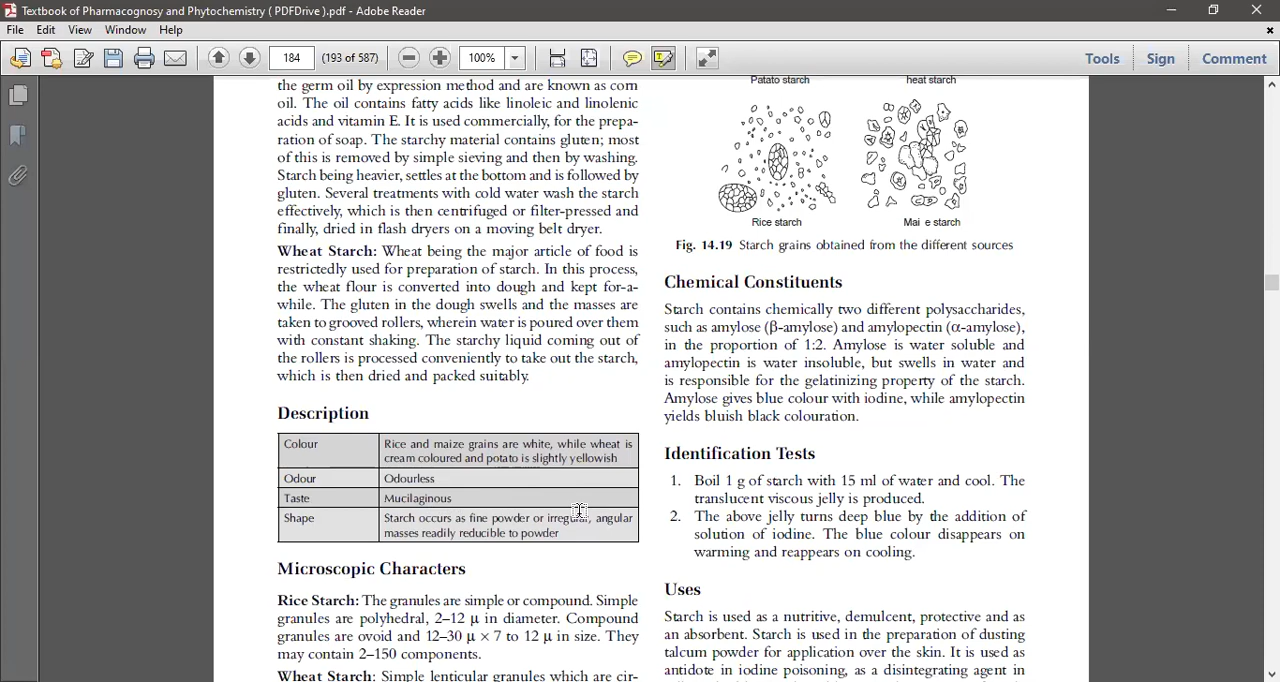 Textbook of Pharmacognosy and Phytochemistry ( PDFDrive ).pdf - Adobe Reader
File Edit View Window Help
184 (193 of 587) 100% Tools Sign Comment
the germ oil by expression method and are known as corn
oil. The oil contains fatty acids like linoleic and linolenic
acids and vitamin E. It is used commercially, for the prepa-
ration of soap. The starchy material contains gluten; most
of this is removed by simple sieving and then by washing.
Starch being heavier, settles at the bottom and is followed by
gluten. Several treatments with cold water wash the starch
effectively, which is then centrifuged or filter-pressed and
finally, dried in flash dryers on a moving belt dryer.
Wheat Starch: Wheat being the major article of food is
restrictedly used for preparation of starch. In this process,
the wheat flour is converted into dough and kept for-a-
while. The gluten in the dough swells and the masses are
taken to grooved rollers, wherein water is poured over them
with constant shaking. The starchy liquid coming out of
the rollers is processed conveniently to take out the starch,
which is then dried and packed suitably.
Description
Colour Rice and maize grains are white, while wheat is
cream coloured and potato is slightly yellowish
Odour Odourless
Taste Mucilaginous
Shape Starch occurs as fine powder or irregular, angular
masses readily reducible to powder
Microscopic Characters
Rice Starch: The granules are simple or compound. Simple
granules are polyhedral, 2–12 μ in diameter. Compound
granules are ovoid and 12–30 μ × 7 to 12 μ in size. They
may contain 2–150 components.
Wheat Starch: Simple lenticular granules which are cir-
Patato starch heat starch
Rice starch Mai e starch
Fig. 14.19 Starch grains obtained from the different sources
Chemical Constituents
Starch contains chemically two different polysaccharides,
such as amylose (β-amylose) and amylopectin (α-amylose),
in the proportion of 1:2. Amylose is water soluble and
amylopectin is water insoluble, but swells in water and
is responsible for the gelatinizing property of the starch.
Amylose gives blue colour with iodine, while amylopectin
yields bluish black colouration.
Identification Tests
1. Boil 1 g of starch with 15 ml of water and cool. The
translucent viscous jelly is produced.
2. The above jelly turns deep blue by the addition of
solution of iodine. The blue colour disappears on
warming and reappears on cooling.
Uses
Starch is used as a nutritive, demulcent, protective and as
an absorbent. Starch is used in the preparation of dusting
talcum powder for application over the skin. It is used as
antidote in iodine poisoning, as a disintegrating agent in